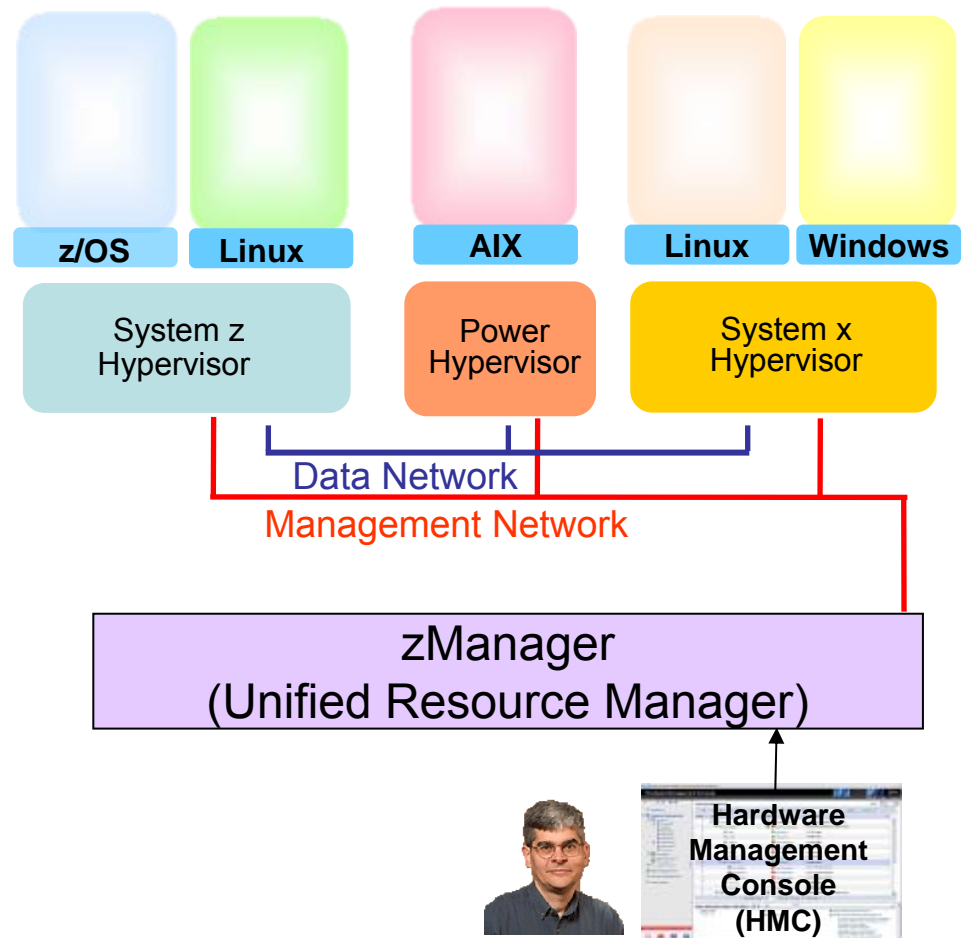 z/OS
Linux
AIX
Linux
Windows
System z
Hypervisor
Power
Hypervisor
System x
Hypervisor
Data Network
Management Network
zManager
(Unified Resource Manager)
Hardware
Management
Console
(HMC)